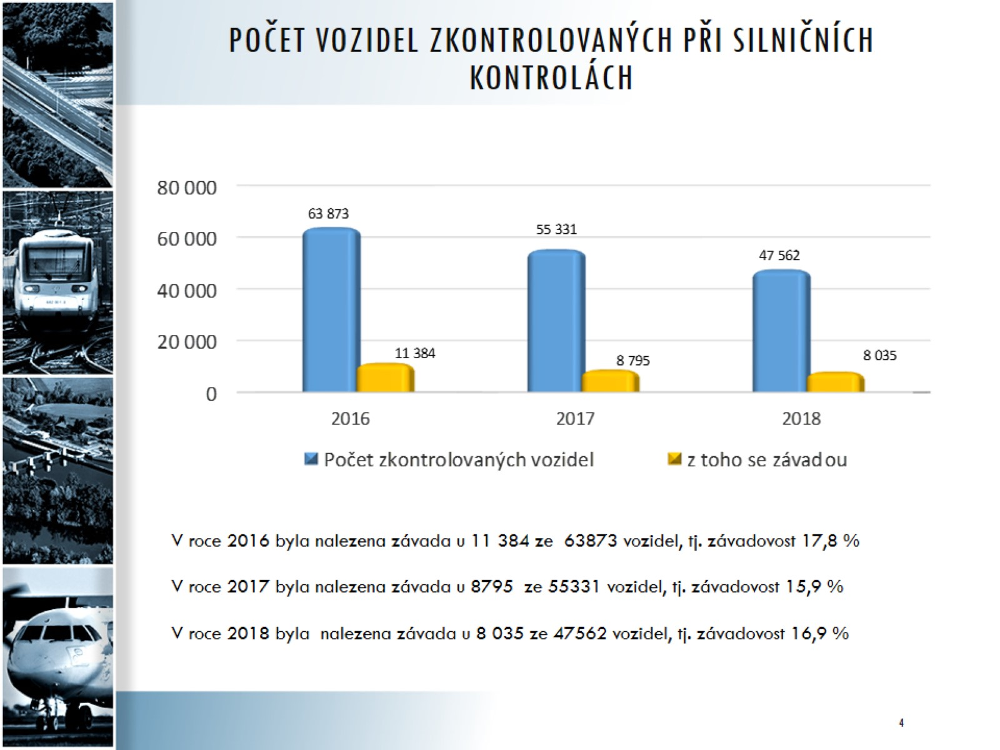 POČET VOZIDEL ZKONTROLOVANÝCH PŘI SILNIČNÍCH
KONTROLÁCH
80 000
60 000
40 000
20 000
0
63 873
11 384
55 331
8 795
47 562
8 035
2016
2017
2018
Počet zkontrolovaných vozidel
z toho se závadou
V roce 2016 byla nalezena závada u 11 384 ze 63873 vozidel, tj. závadovost 17,8 %
V roce 2017 byla nalezena závada u 8795 ze 55331 vozidel, tj. závadovost 15,9 %
V roce 2018 byla nalezena závada u 8 035 ze 47562 vozidel, tj. závadovost 16,9 %
4